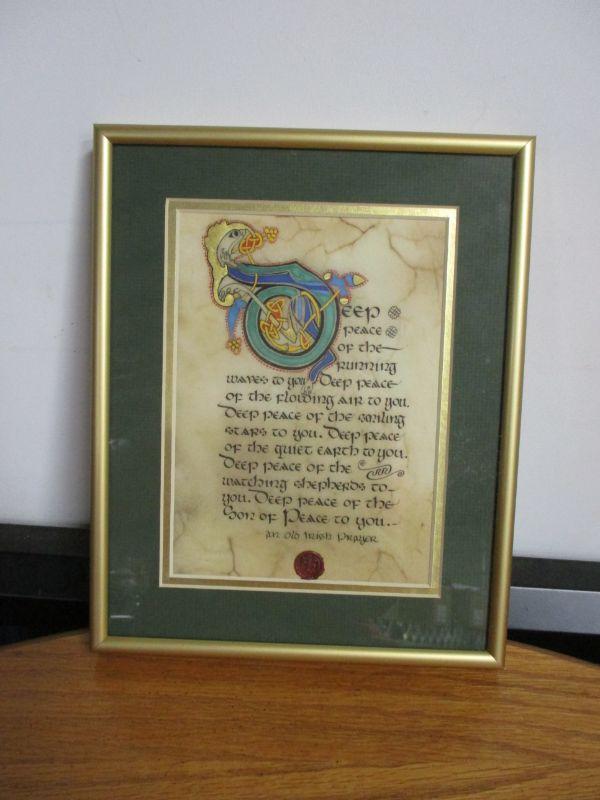 Deep
peace
of the
running
waves to you. Deep peace
of the flowing air to you.
Deep peace of the smiling
stars to you. Deep peace
of the quiet earth to you.
Deep peace of the
watching shepherds to
you. Deep peace of the
Son of Peace to you.
An Old Irish Prayer